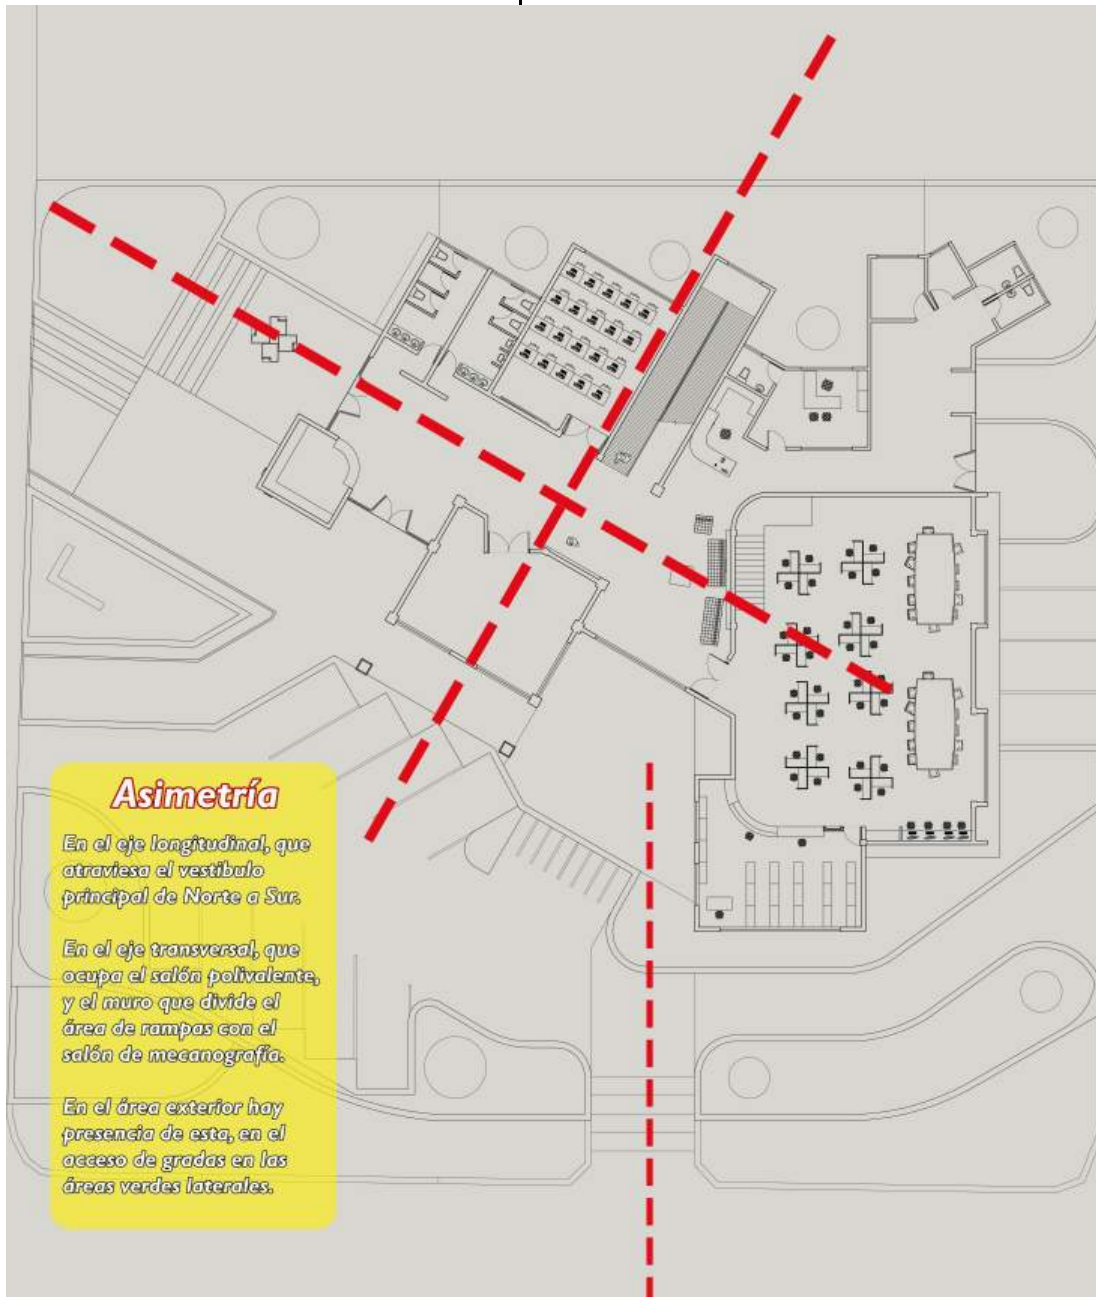 Asimetría
En el eje longitudinal, que
atraviesa el vestibulo
principal de Norte a Sur.
En el eje transversal, que
ocupa el salón polivalente,
y el muro que divide el
área de rampas con el
salón de mecanografía.
En el área exterior hay
presencia de esta, en el
acceso de gradas en las
áreas verdes laterales.